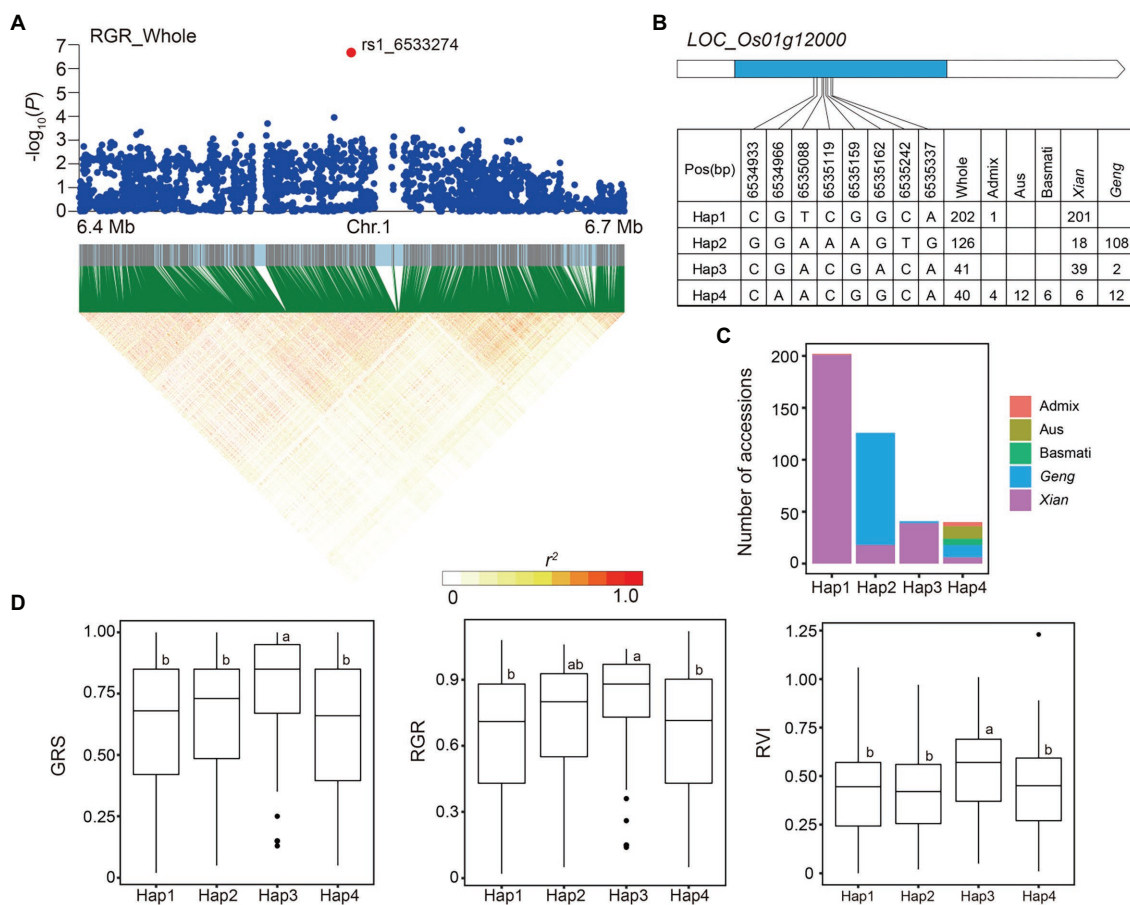 A
RGR_Whole
rs1_6533274
7
6
5
4
3
2
1
0
-log10(P)
6.4 Mb
Chr.1
6.7 Mb
r²
0
1.0
B
LOC_Os01g12000
Pos(bp) 6534933 6534966 6535088 6535119 6535159 6535162 6535242 6535337 Whole Admix Aus Basmati Xian Geng
Hap1 C G T C G G C A 202 1 201
Hap2 G G A A A G T G 126 18 108
Hap3 C G A C G A C A 41 39 2
Hap4 C A A C G G C A 40 4 12 6 6 12
C
Number of accessions
200
150
100
50
0
Hap1 Hap2 Hap3 Hap4
Admix
Aus
Basmati
Geng
Xian
D
GRS
1.00
0.75
0.50
0.25
0
b b a b
Hap1 Hap2 Hap3 Hap4
RGR
0.9
0.6
0.3
0
b ab a b
Hap1 Hap2 Hap3 Hap4
RVI
1.25
1.00
0.75
0.50
0.25
0
b b a b
Hap1 Hap2 Hap3 Hap4